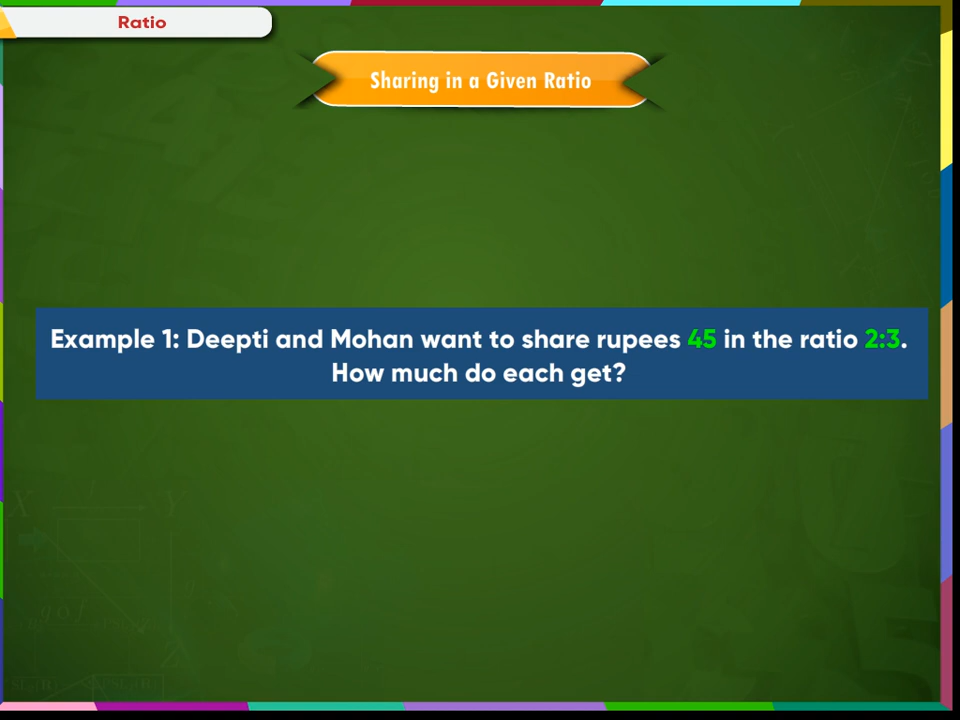 Ratio
Sharing in a Given Ratio
Example 1: Deepti and Mohan want to share rupees 45 in the ratio 2:3.
How much do each get?